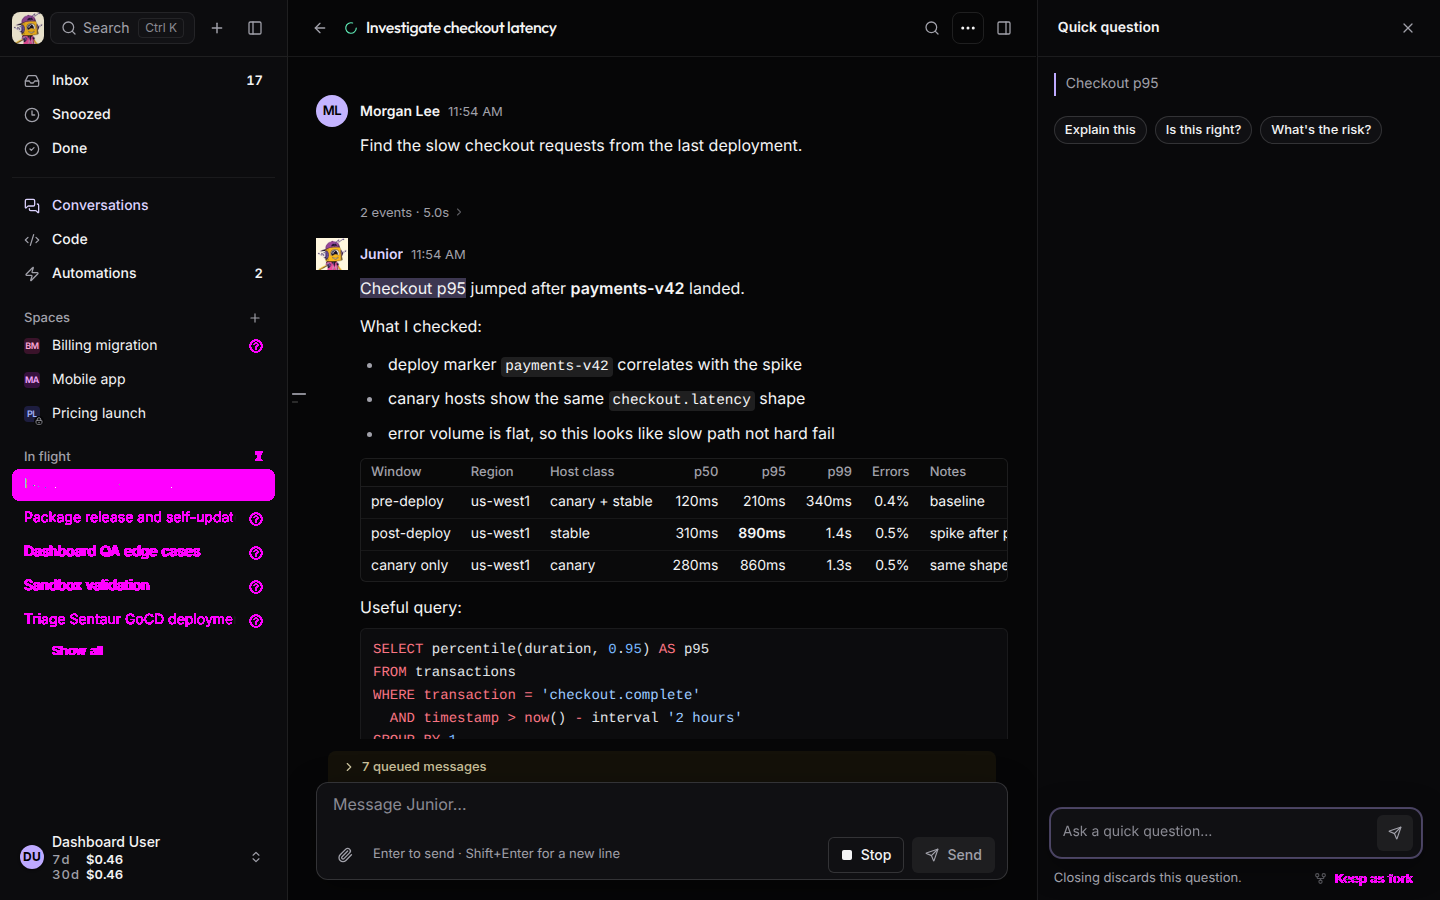 Search Ctrl K
Inbox 17
Snoozed
Done
Conversations
Code
Automations 2
Spaces
BM Billing migration
MA Mobile app
PL Pricing launch
In flight
Package release and self-updat
Dashboard QA edge cases
Sandbox validation
Triage Sentaur GoCD deployme
Show all
DU Dashboard User
7d $0.46
30d $0.46
Investigate checkout latency
ML Morgan Lee 11:54 AM
Find the slow checkout requests from the last deployment.
2 events · 5.0s
Junior 11:54 AM
Checkout p95 jumped after payments-v42 landed.
What I checked:
• deploy marker payments-v42 correlates with the spike
• canary hosts show the same checkout.latency shape
• error volume is flat, so this looks like slow path not hard fail
Window Region Host class p50 p95 p99 Errors Notes
pre-deploy us-west1 canary + stable 120ms 210ms 340ms 0.4% baseline
post-deploy us-west1 stable 310ms 890ms 1.4s 0.5% spike after p
canary only us-west1 canary 280ms 860ms 1.3s 0.5% same shape
Useful query:
SELECT percentile(duration, 0.95) AS p95
FROM transactions
WHERE transaction = 'checkout.complete'
AND timestamp > now() - interval '2 hours'
GROUP BY 1
7 queued messages
Message Junior...
Enter to send · Shift+Enter for a new line
Stop
Send
Quick question
Checkout p95
Explain this
Is this right?
What's the risk?
Ask a quick question...
Closing discards this question.
Keep as fork